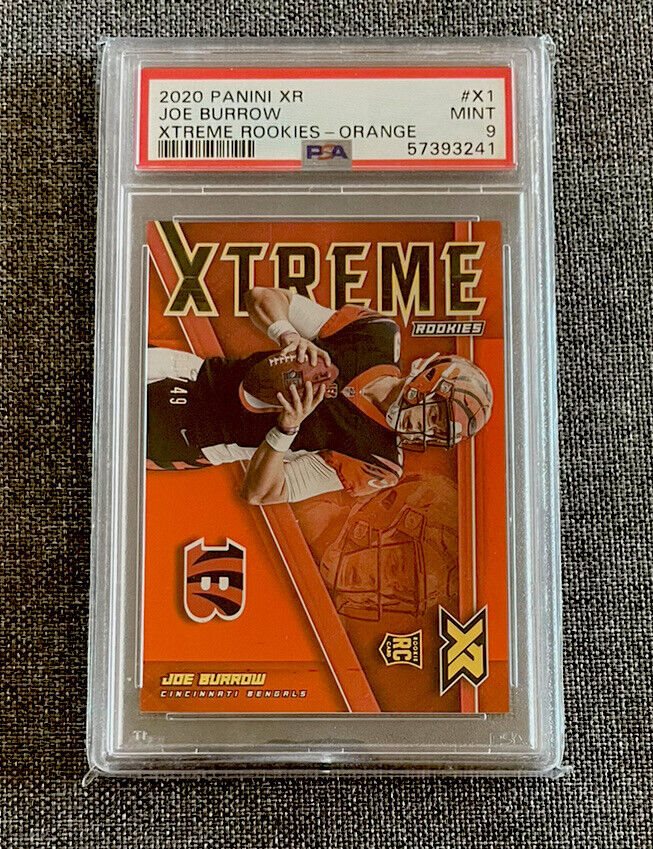 2020 PANINI XR #X1
JOE BURROW MINT
XTREME ROOKIES – ORANGE 9
PSA 57393241
XTREME
ROOKIES
B
XR
ROOKIE
RC
CARD
JOE BURROW
CINCINNATI BENGALS